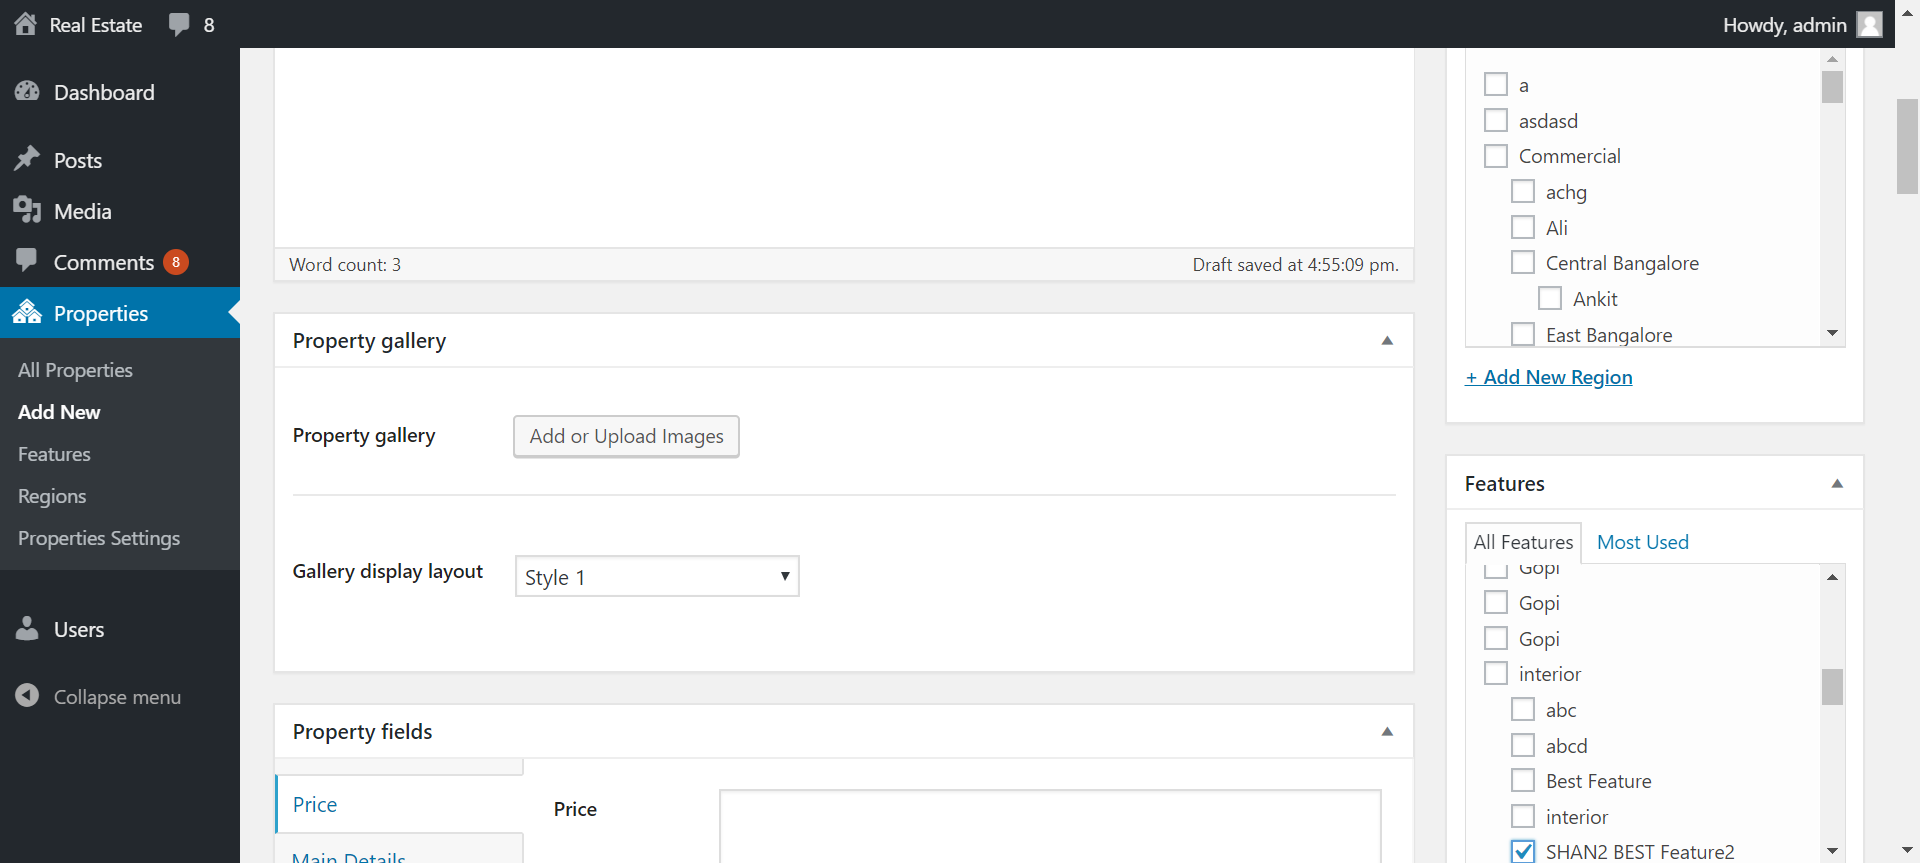 Real Estate
8
Howdy, admin
Dashboard
Posts
Media
Comments 8
Properties
All Properties
Add New
Features
Regions
Properties Settings
Users
Collapse menu
Word count: 3
Draft saved at 4:55:09 pm.
Property gallery
Property gallery
Add or Upload Images
Gallery display layout
Style 1
Property fields
Price
Main Details
Price
a
asdasd
Commercial
achg
Ali
Central Bangalore
Ankit
East Bangalore
+ Add New Region
Features
All Features
Most Used
Gopi
Gopi
Gopi
interior
abc
abcd
Best Feature
interior
SHAN2 BEST Feature2